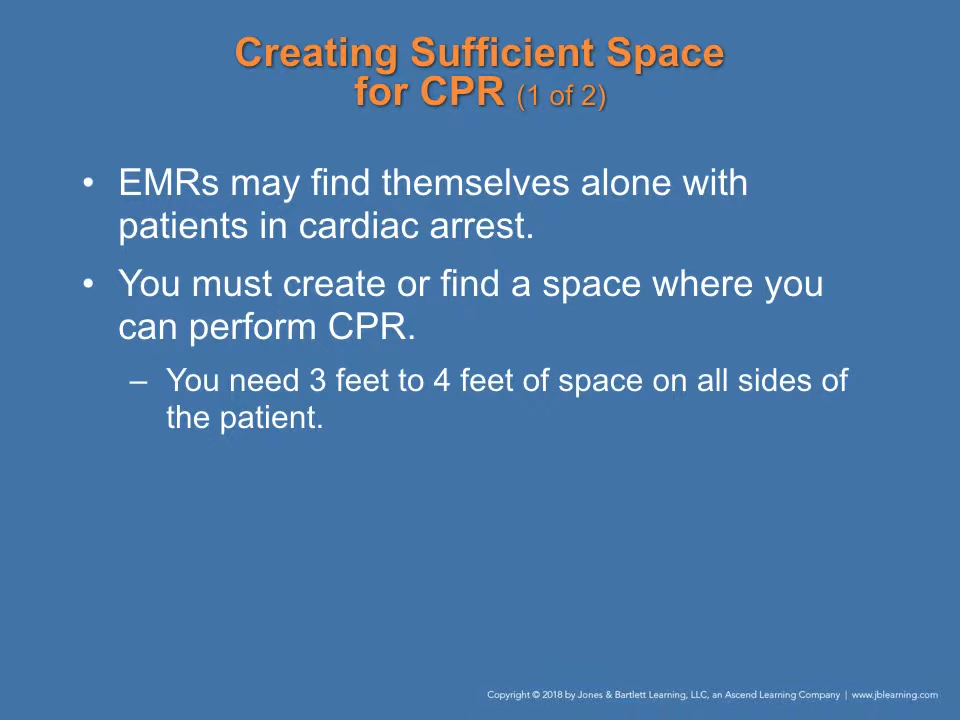 Creating Sufficient Space
for CPR (1 of 2)
• EMRs may find themselves alone with
patients in cardiac arrest.
• You must create or find a space where you
can perform CPR.
– You need 3 feet to 4 feet of space on all sides of
the patient.
Copyright © 2018 by Jones & Bartlett Learning, LLC, an Ascend Learning Company | www.jblearning.com